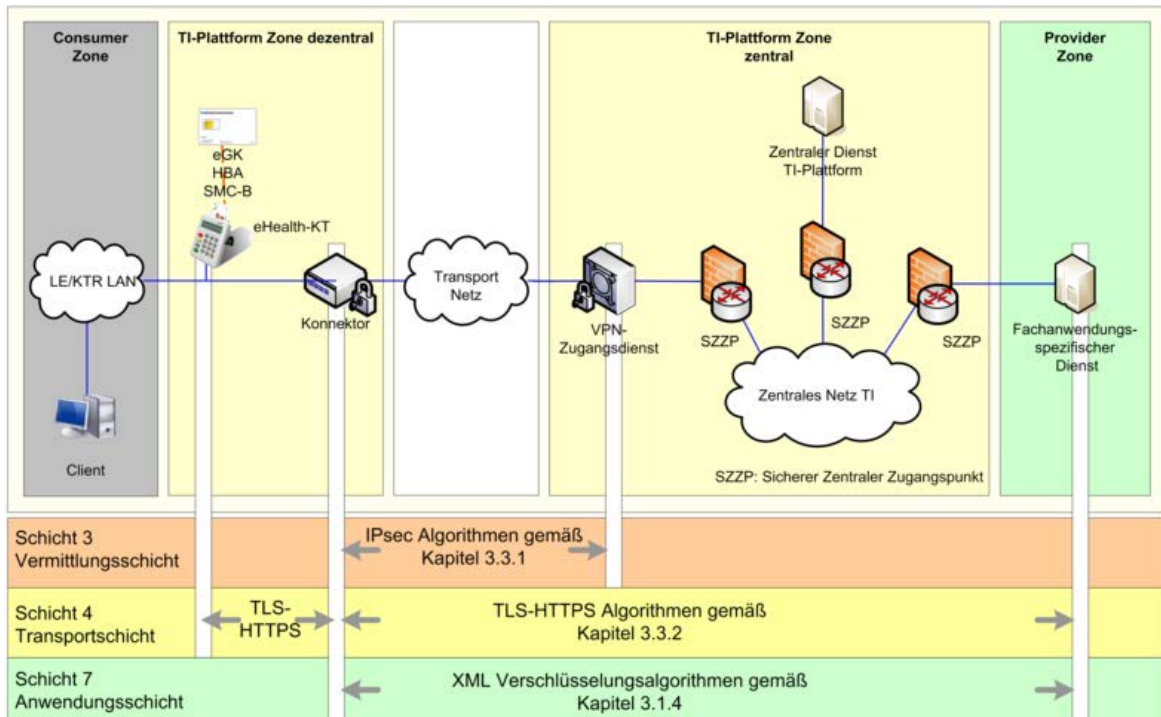 Consumer
Zone
TI-Plattform Zone dezentral
TI-Plattform Zone
zentral
Provider
Zone
eGK
HBA
SMC-B
eHealth-KT
Zentraler Dienst
TI-Plattform
LE/KTR LAN
Konnektor
Transport
Netz
VPN-
Zugangsdienst
SZZP
SZZP
SZZP
Fachanwendungs-
spezifischer
Dienst
Zentrales Netz TI
Client
SZZP: Sicherer Zentraler Zugangspunkt
Schicht 3
Vermittlungsschicht
IPsec Algorithmen gemäß
Kapitel 3.3.1
Schicht 4
Transportschicht
TLS-
HTTPS
TLS-HTTPS Algorithmen gemäß
Kapitel 3.3.2
Schicht 7
Anwendungsschicht
XML Verschlüsselungsalgorithmen gemäß
Kapitel 3.1.4